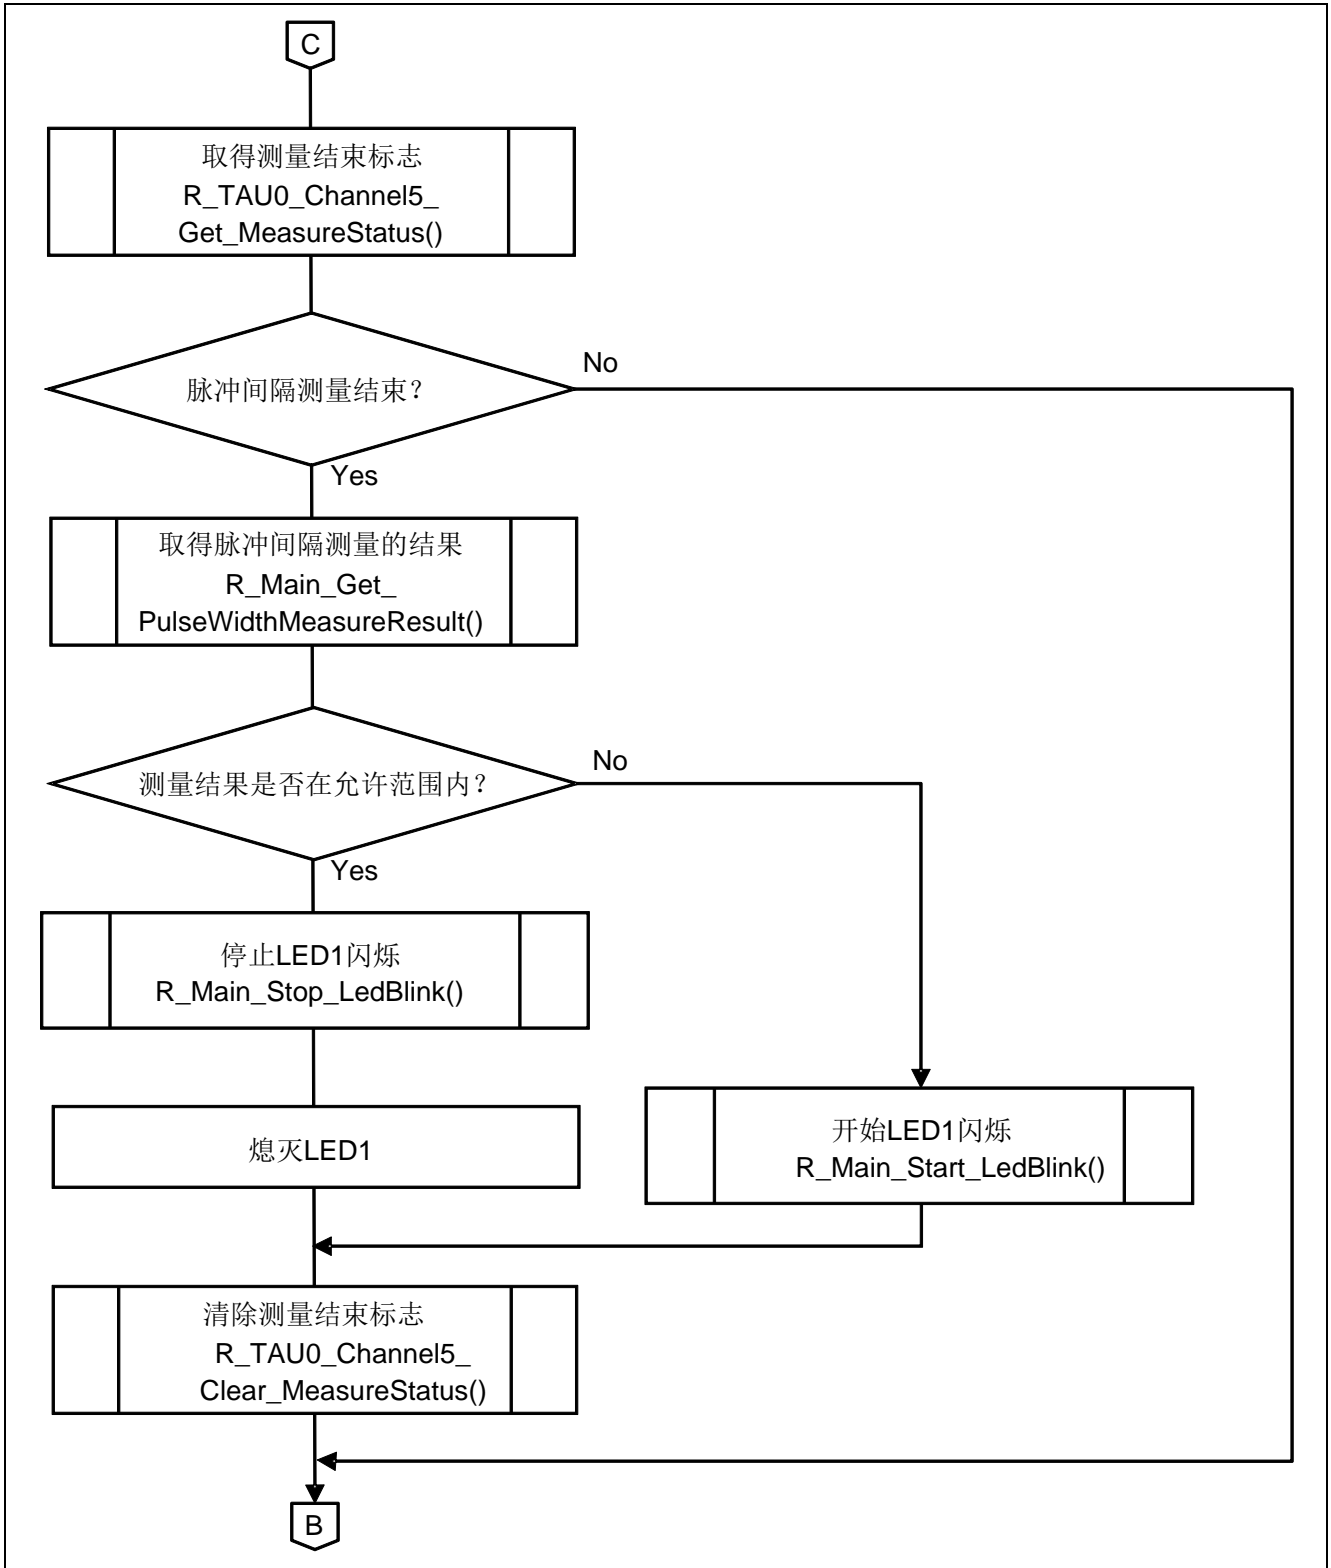 C
取得测量结束标志
R_TAU0_Channel5_
Get_MeasureStatus()
No
脉冲间隔测量结束?
Yes
取得脉冲间隔测量的结果
R_Main_Get_
PulseWidthMeasureResult()
No
测量结果是否在允许范围内?
Yes
停止LED1闪烁
R_Main_Stop_LedBlink()
熄灭LED1
开始LED1闪烁
R_Main_Start_LedBlink()
清除测量结束标志
R_TAU0_Channel5_
Clear_MeasureStatus()
B